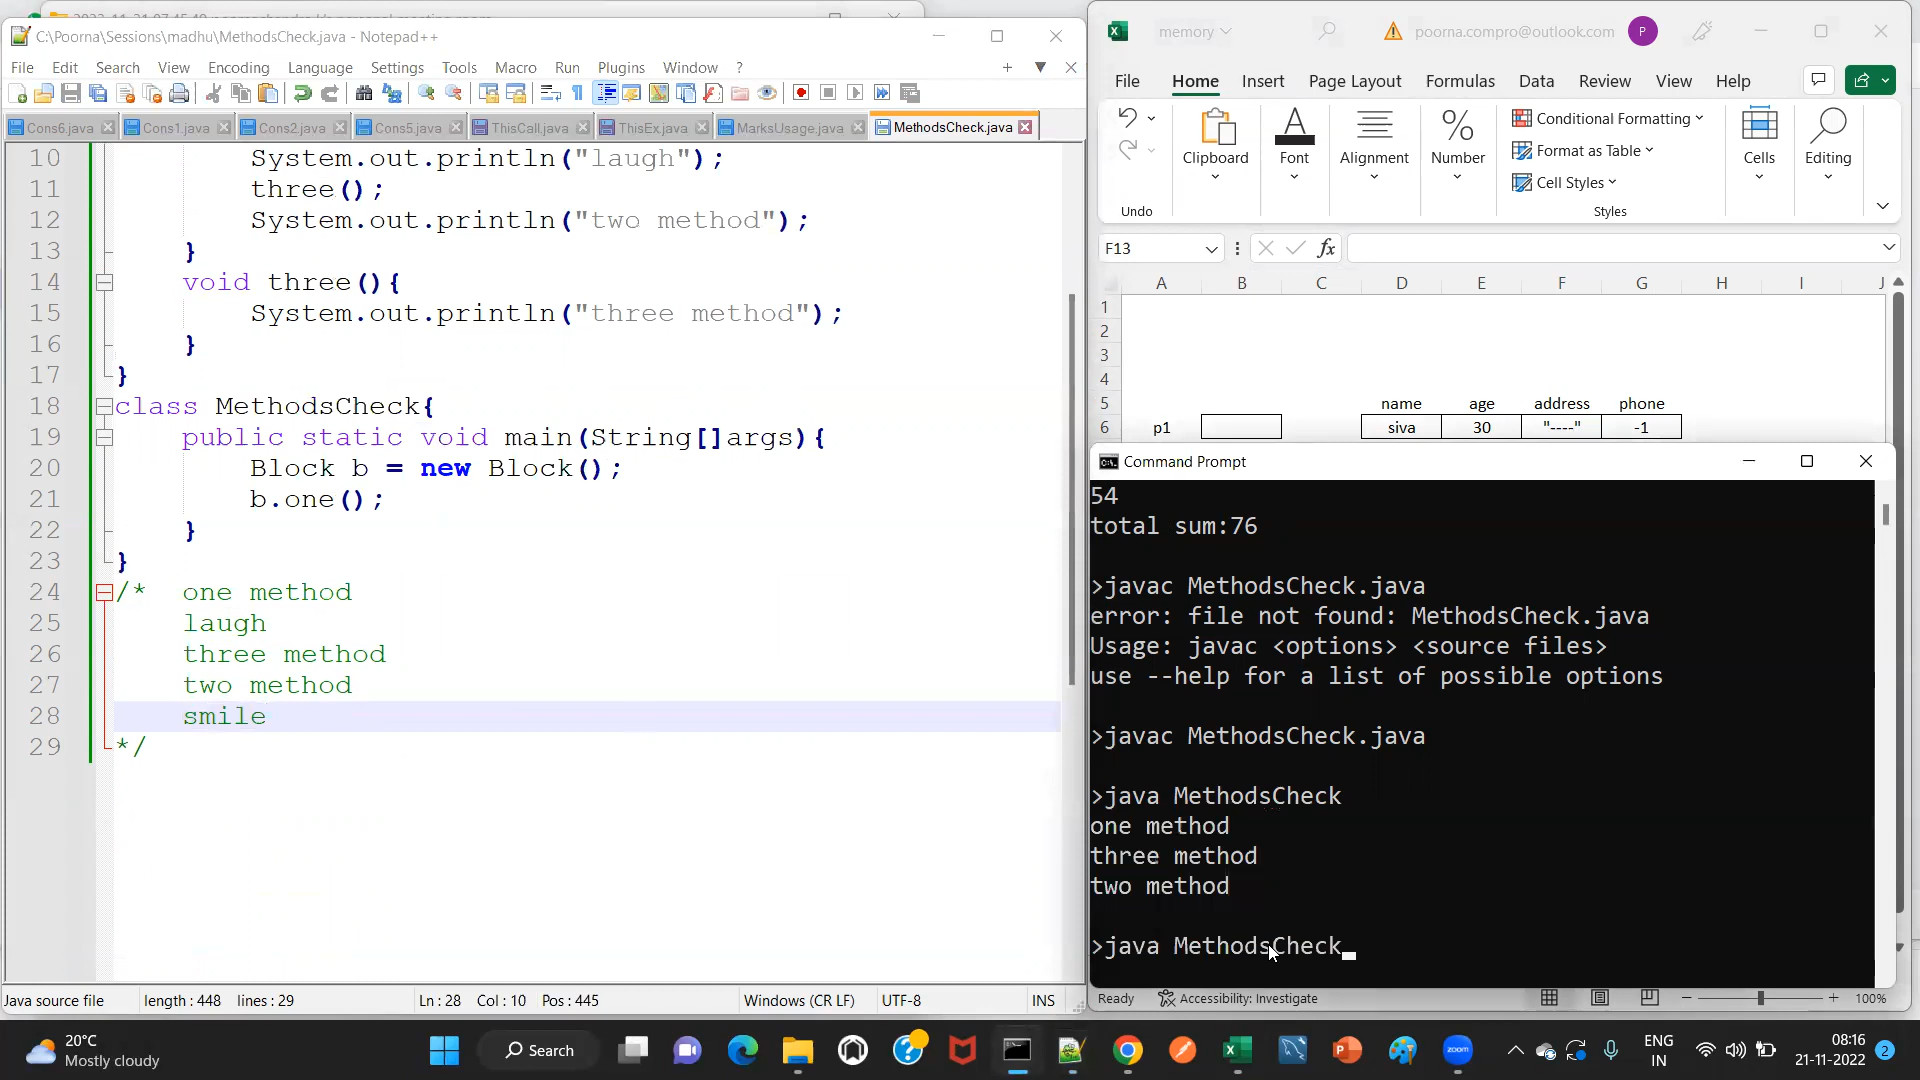 C:\Poorna\Sessions\madhu\MethodsCheck.java - Notepad++
File Edit Search View Encoding Language Settings Tools Macro Run Plugins Window ?
Cons6.java Cons1.java Cons2.java Cons5.java ThisCall.java ThisEx.java MarksUsage.java MethodsCheck.java
10 System.out.println("laugh");
11 three();
12 System.out.println("two method");
13 }
14 void three(){
15 System.out.println("three method");
16 }
17 }
18 class MethodsCheck{
19 public static void main(String[]args){
20 Block b = new Block();
21 b.one();
22 }
23 }
24 /* one method
25 laugh
26 three method
27 two method
28 smile
29 */
Java source file length : 448 lines : 29 Ln : 28 Col : 10 Pos : 445 Windows (CR LF) UTF-8 INS
memory poorna.compro@outlook.com P
File Home Insert Page Layout Formulas Data Review View Help
Clipboard Font Alignment Number Conditional Formatting Format as Table Cell Styles Cells Editing
Undo Styles
F13 fx
A B C D E F G H I J
1
2
3
4
5 name age address phone
6 p1 siva 30 "----" -1
Command Prompt
54
total sum:76
>javac MethodsCheck.java
error: file not found: MethodsCheck.java
Usage: javac <options> <source files>
use --help for a list of possible options
>javac MethodsCheck.java
>java MethodsCheck
one method
three method
two method
>java MethodsCheck
Ready Accessibility: Investigate 100%
20°C
Mostly cloudy
Search
zoom
ENG
IN
08:16
21-11-2022
2